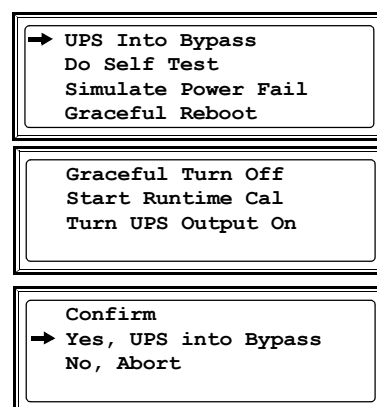 UPS Into Bypass
Do Self Test
Simulate Power Fail
Graceful Reboot
Graceful Turn Off
Start Runtime Cal
Turn UPS Output On
Confirm
Yes, UPS into Bypass
No, Abort